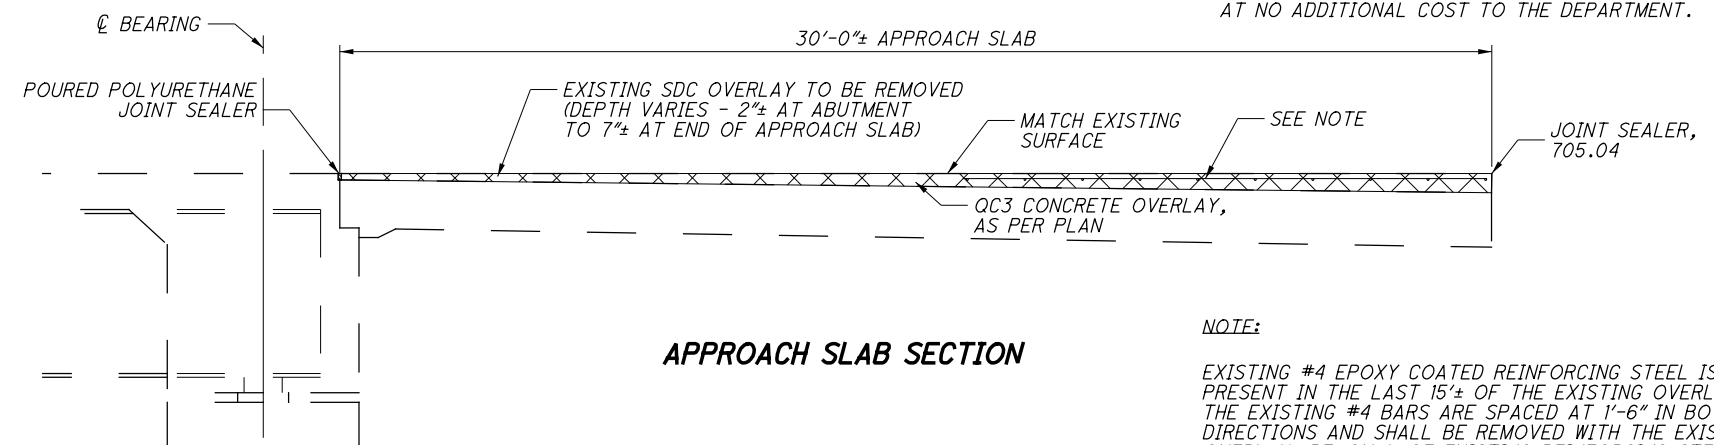 AT NO ADDITIONAL COST TO THE DEPARTMENT.
℄ BEARING
30'-0"± APPROACH SLAB
POURED POLYURETHANE
JOINT SEALER
EXISTING SDC OVERLAY TO BE REMOVED
(DEPTH VARIES - 2"± AT ABUTMENT
TO 7"± AT END OF APPROACH SLAB)
MATCH EXISTING
SURFACE
SEE NOTE
JOINT SEALER,
705.04
QC3 CONCRETE OVERLAY,
AS PER PLAN
APPROACH SLAB SECTION
NOTE:
EXISTING #4 EPOXY COATED REINFORCING STEEL IS
PRESENT IN THE LAST 15'± OF THE EXISTING OVERL
THE EXISTING #4 BARS ARE SPACED AT 1'-6" IN BO
DIRECTIONS AND SHALL BE REMOVED WITH THE EXIS